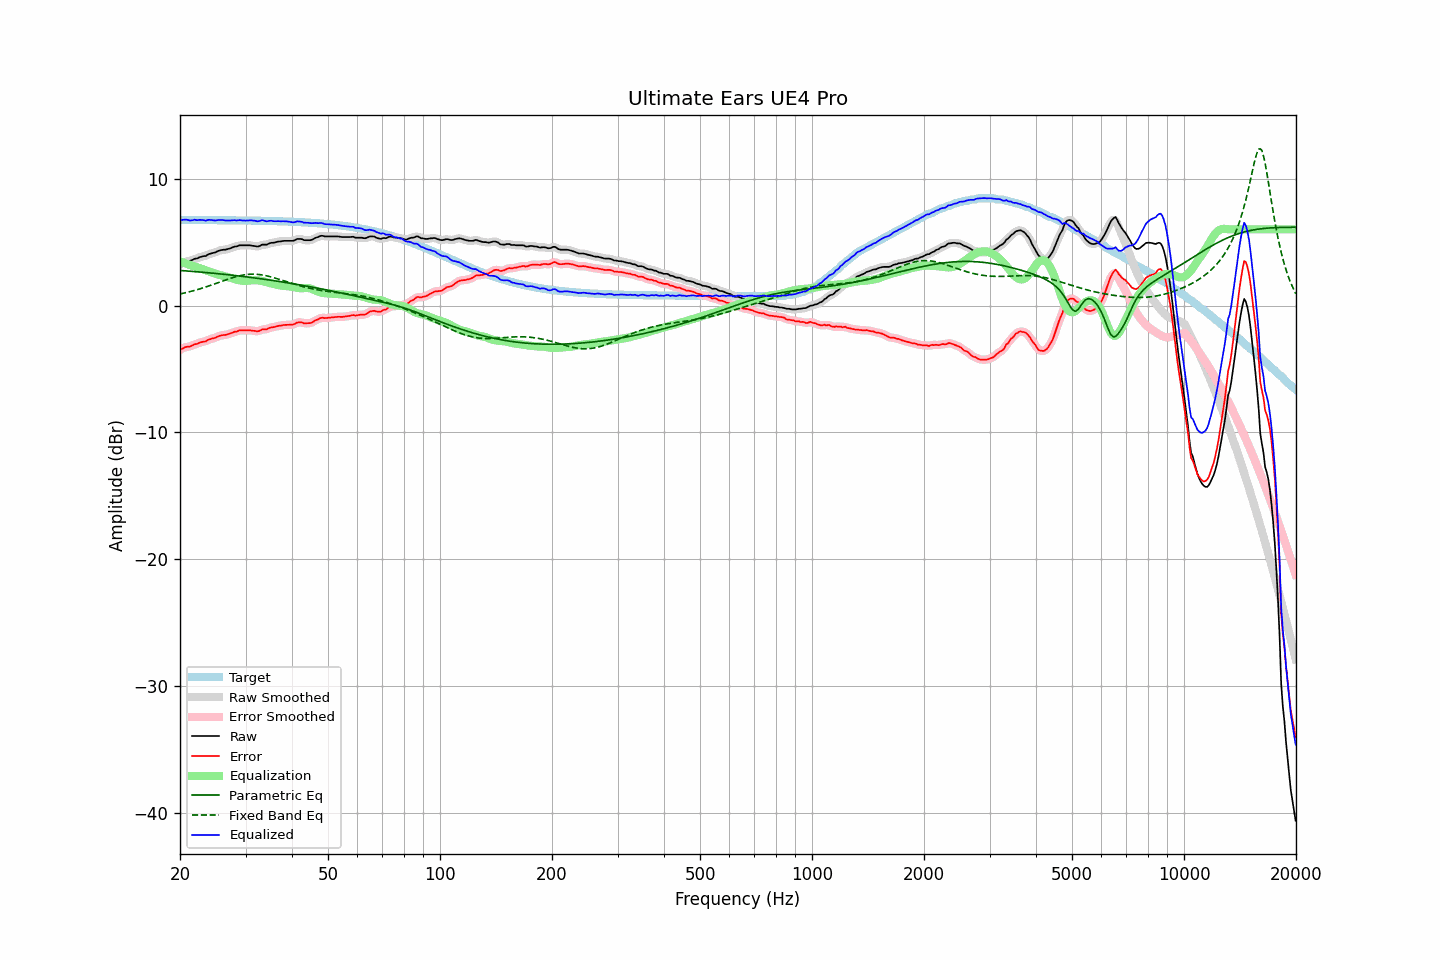 Ultimate Ears UE4 Pro
Amplitude (dBr)
10
0
−10
−20
−30
−40
Target
Raw Smoothed
Error Smoothed
Raw
Error
Equalization
Parametric Eq
Fixed Band Eq
Equalized
20
50
100
200
500
1000
2000
5000
10000
20000
Frequency (Hz)